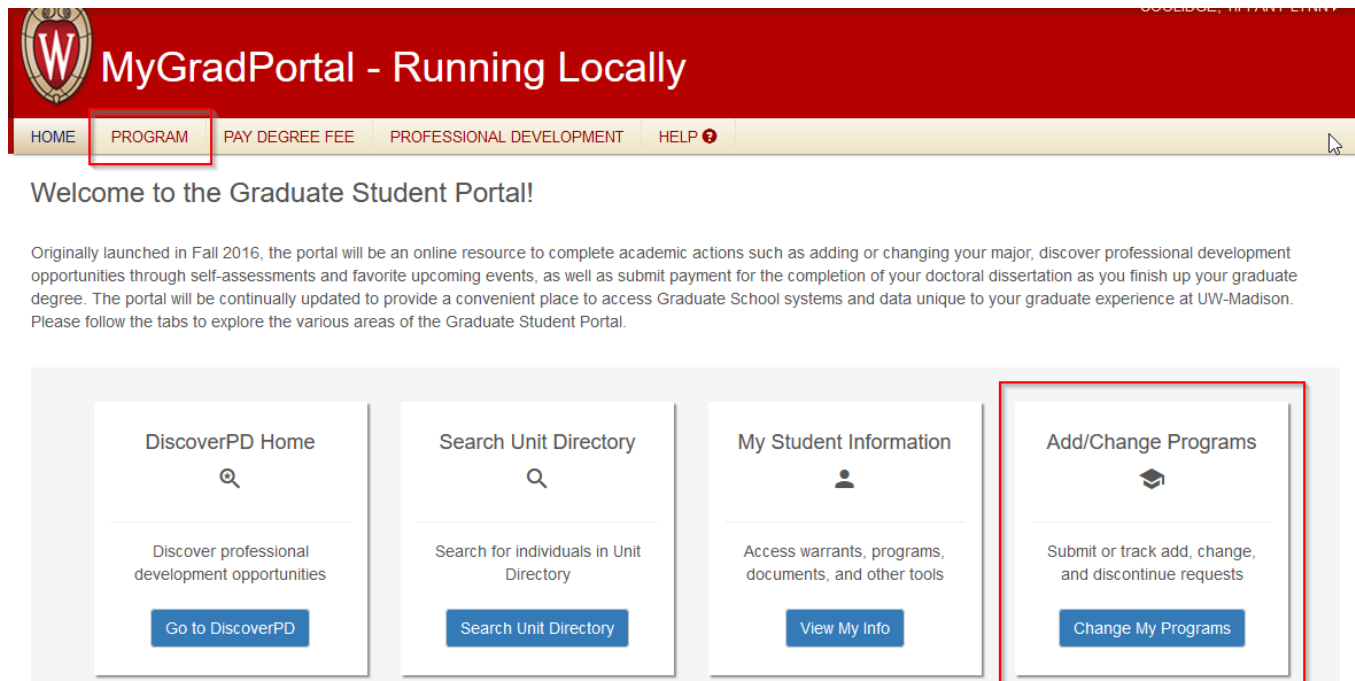 W
MyGradPortal - Running Locally
HOME PROGRAM PAY DEGREE FEE PROFESSIONAL DEVELOPMENT HELP
Welcome to the Graduate Student Portal!
Originally launched in Fall 2016, the portal will be an online resource to complete academic actions such as adding or changing your major, discover professional development
opportunities through self-assessments and favorite upcoming events, as well as submit payment for the completion of your doctoral dissertation as you finish up your graduate
degree. The portal will be continually updated to provide a convenient place to access Graduate School systems and data unique to your graduate experience at UW-Madison.
Please follow the tabs to explore the various areas of the Graduate Student Portal.
DiscoverPD Home
Discover professional
development opportunities
Go to DiscoverPD
Search Unit Directory
Search for individuals in Unit
Directory
Search Unit Directory
My Student Information
Access warrants, programs,
documents, and other tools
View My Info
Add/Change Programs
Submit or track add, change,
and discontinue requests
Change My Programs